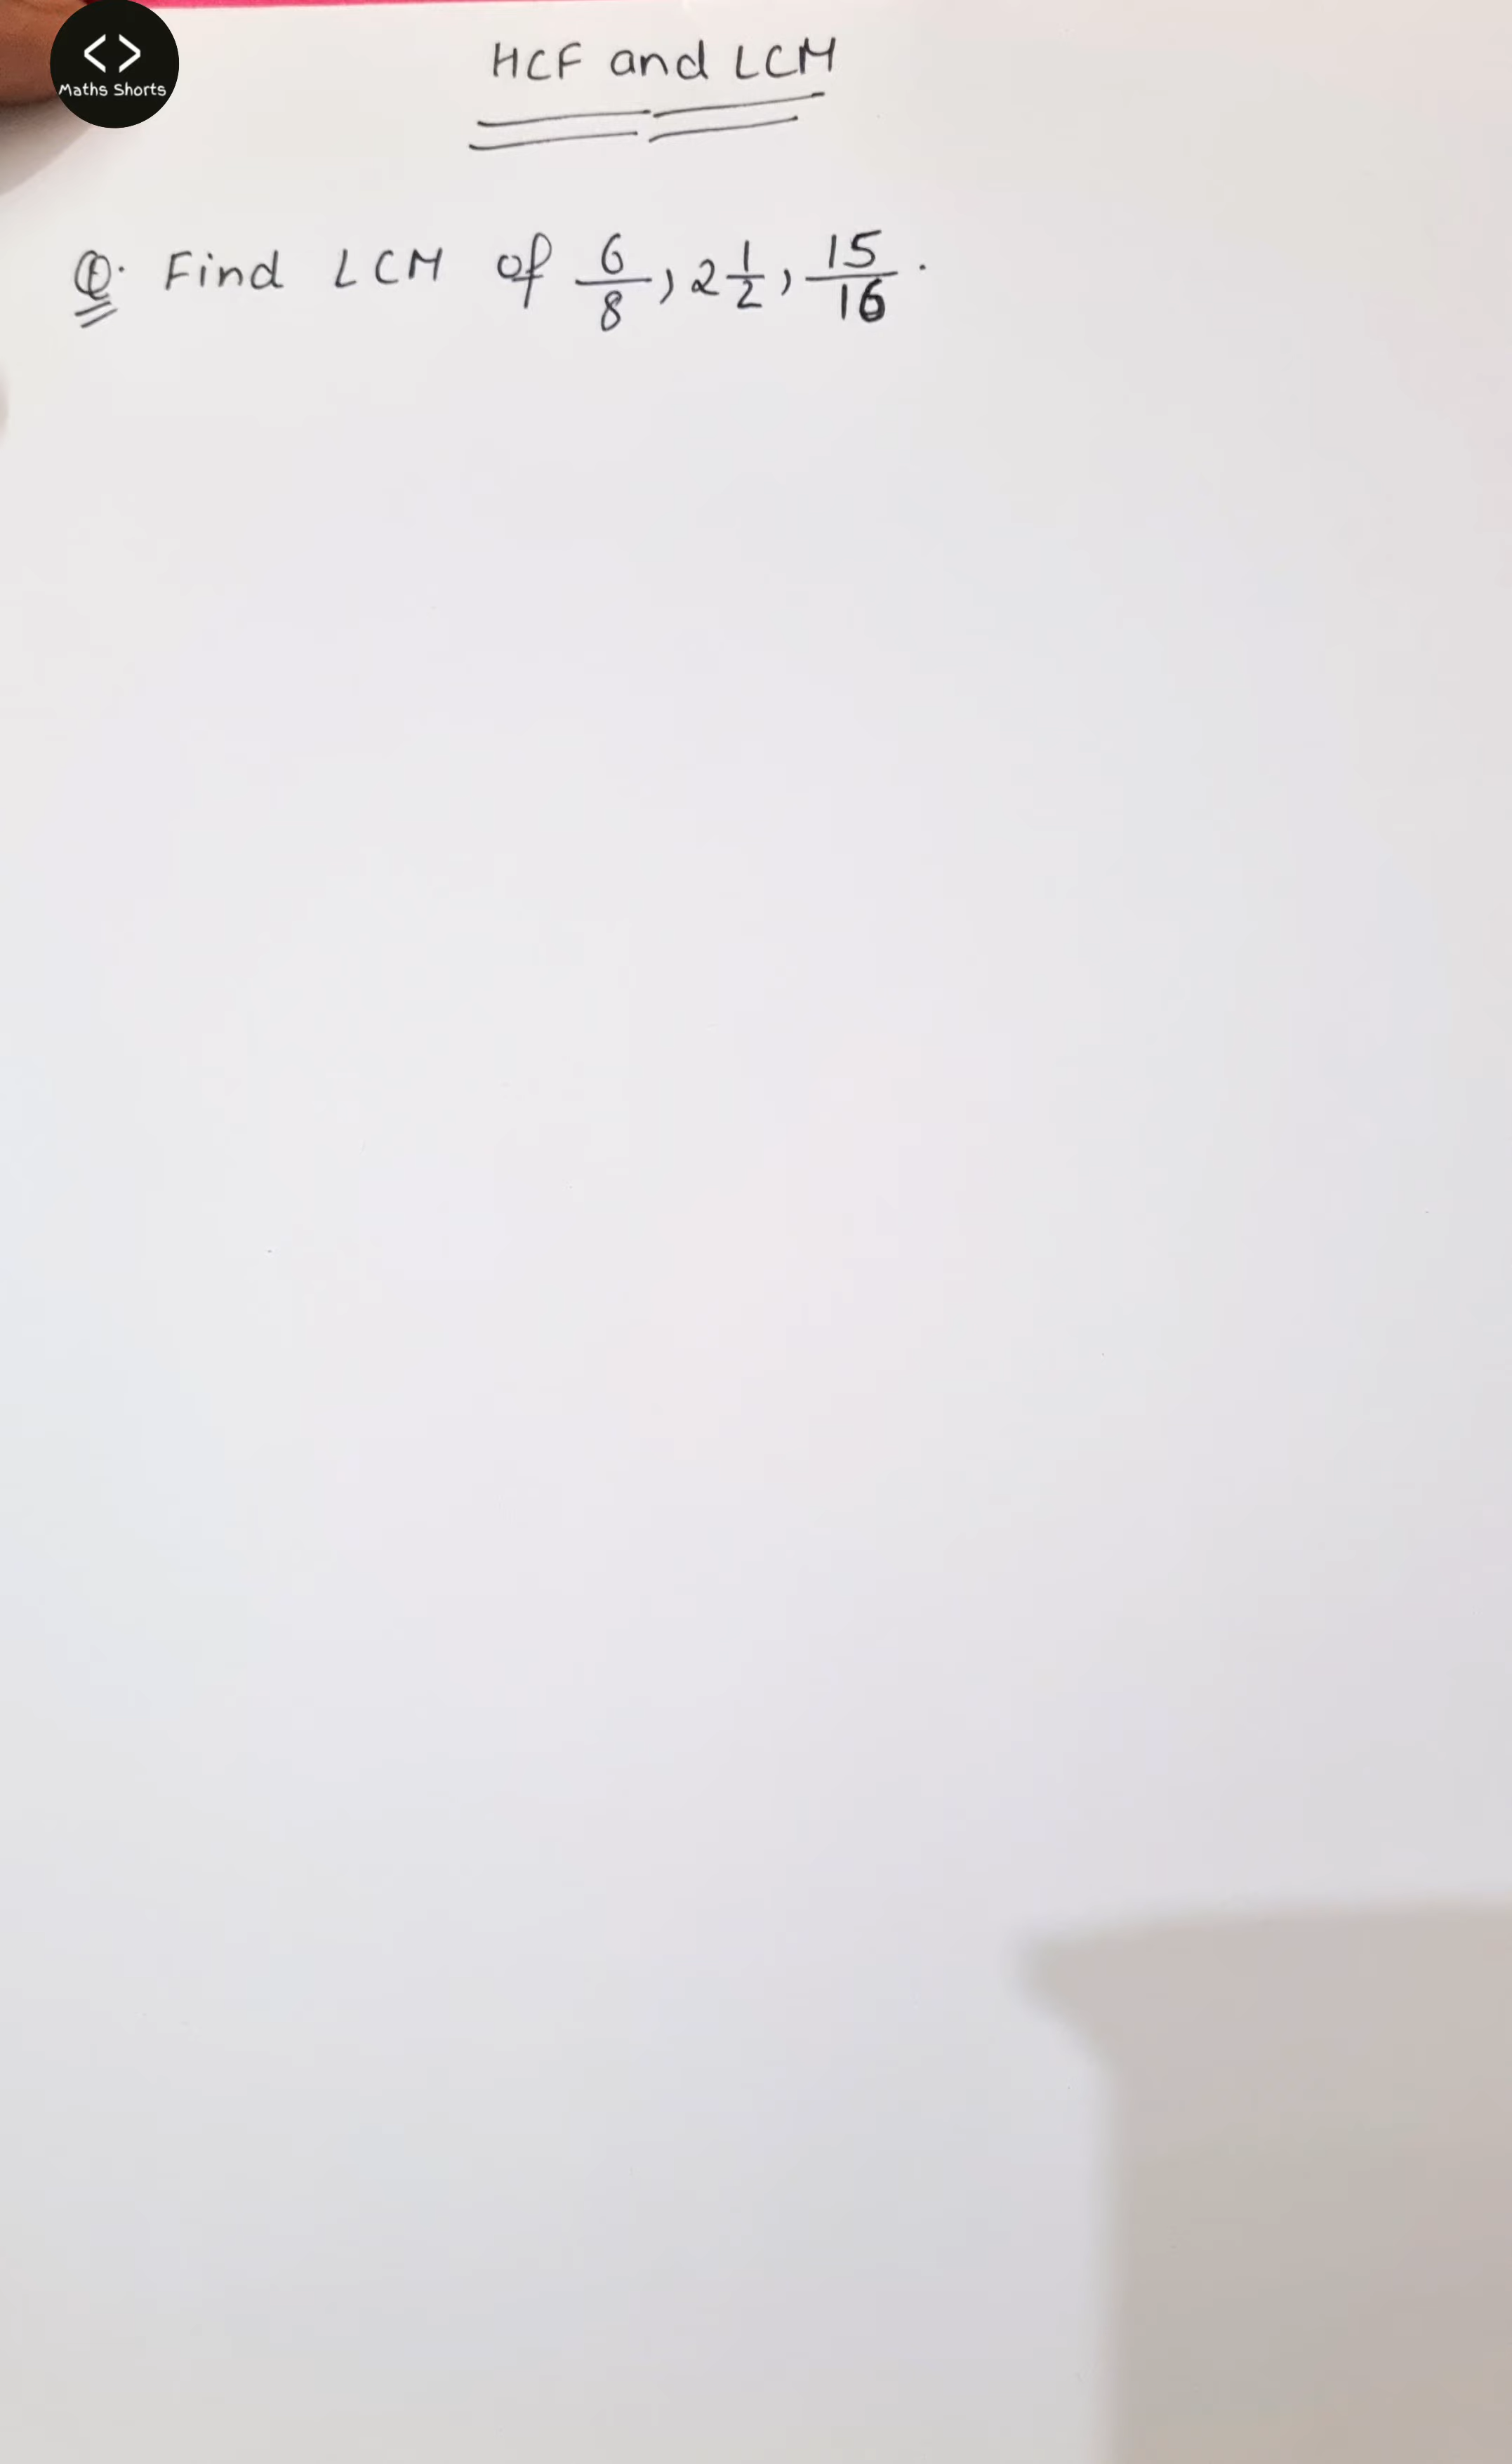 <> 
Maths Shorts
HCF and LCM
Q. Find LCM of 6/8, 2 1/2, 15/16.